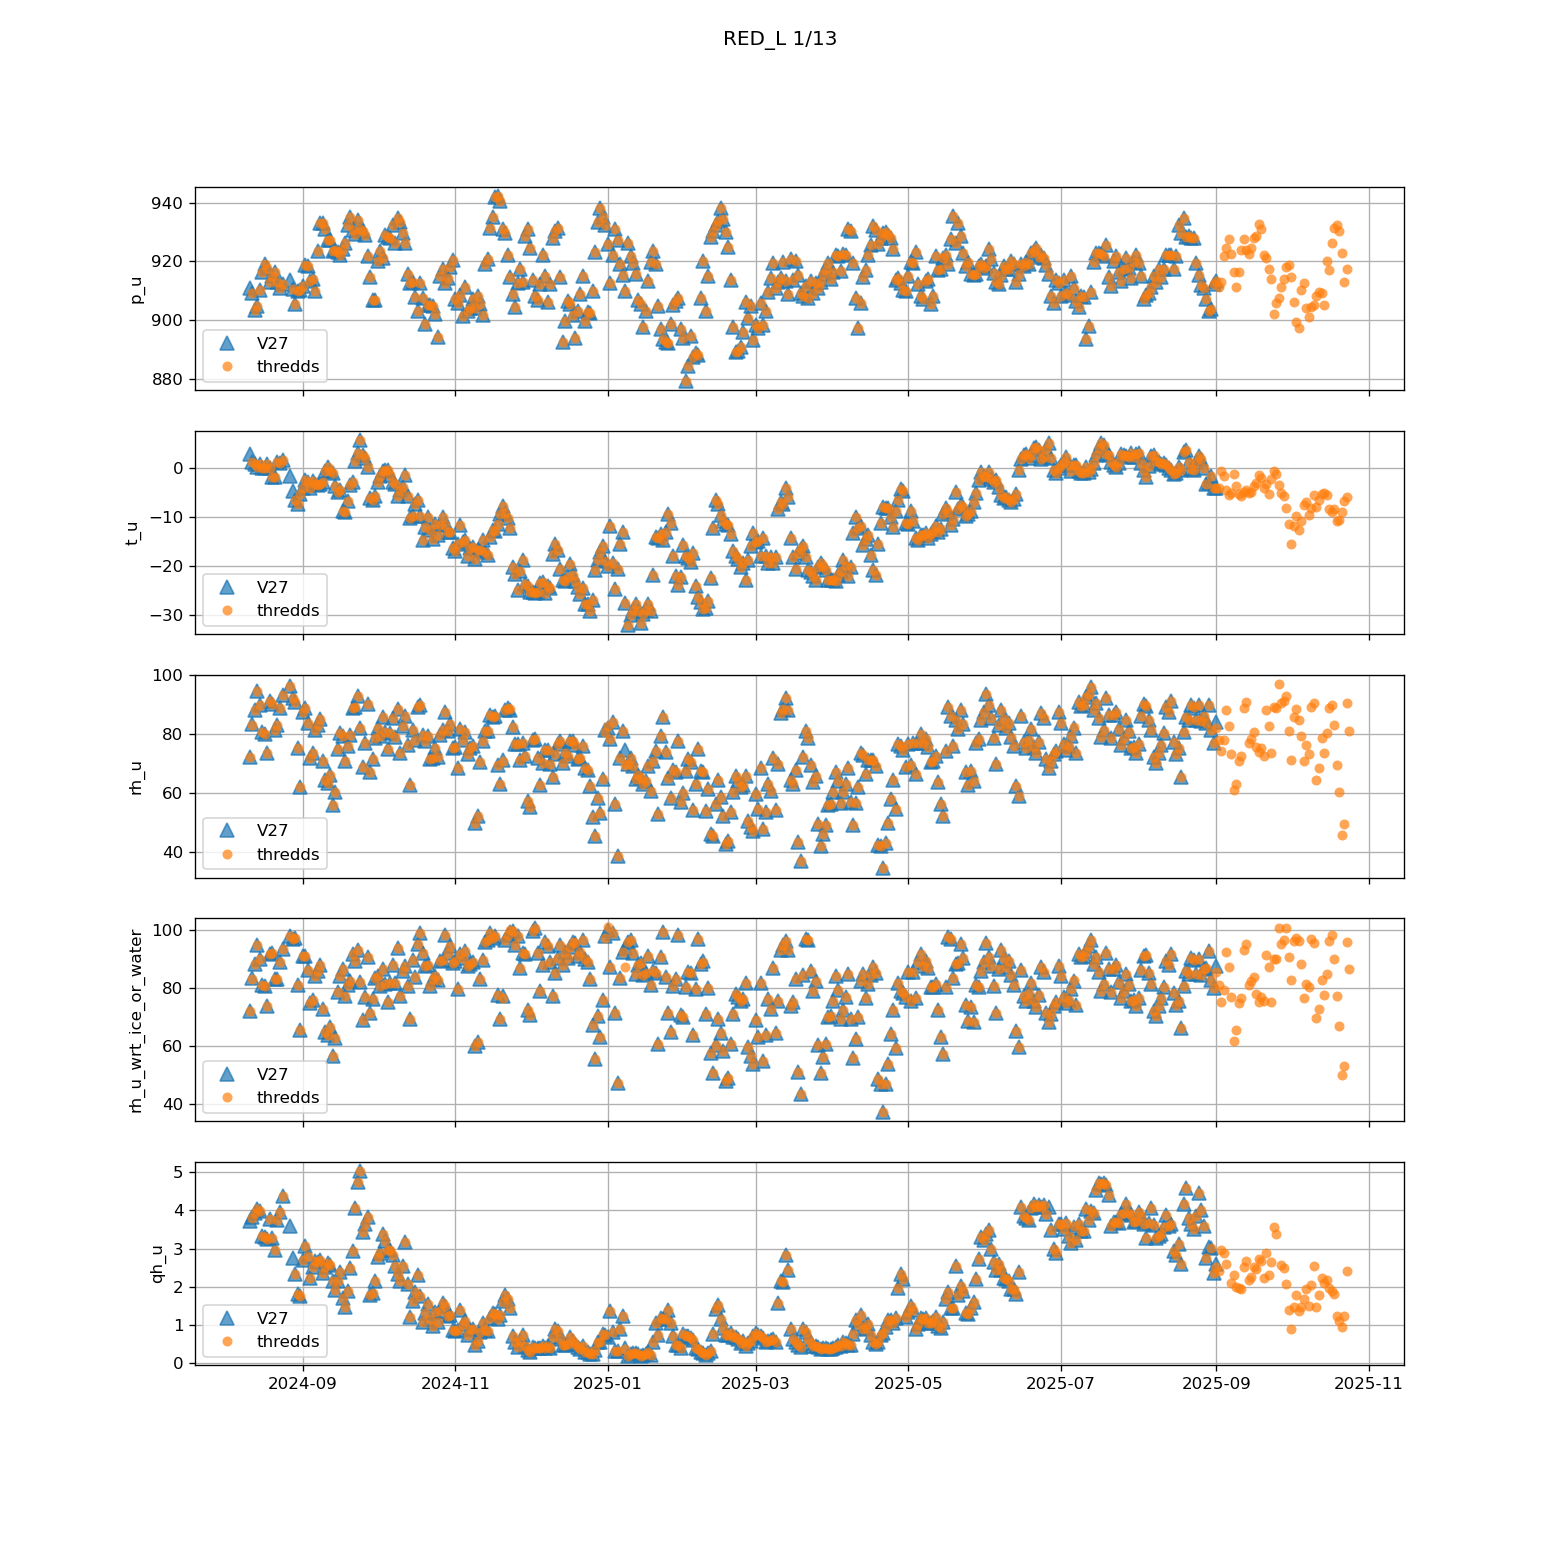 RED_L 1/13
940
920
900
880
p_u
V27
thredds
0
−10
−20
−30
t_u
V27
thredds
100
80
60
40
rh_u
V27
thredds
100
80
60
40
rh_u_wrt_ice_or_water
V27
thredds
5
4
3
2
1
0
qh_u
V27
thredds
2024-09 2024-11 2025-01 2025-03 2025-05 2025-07 2025-09 2025-11